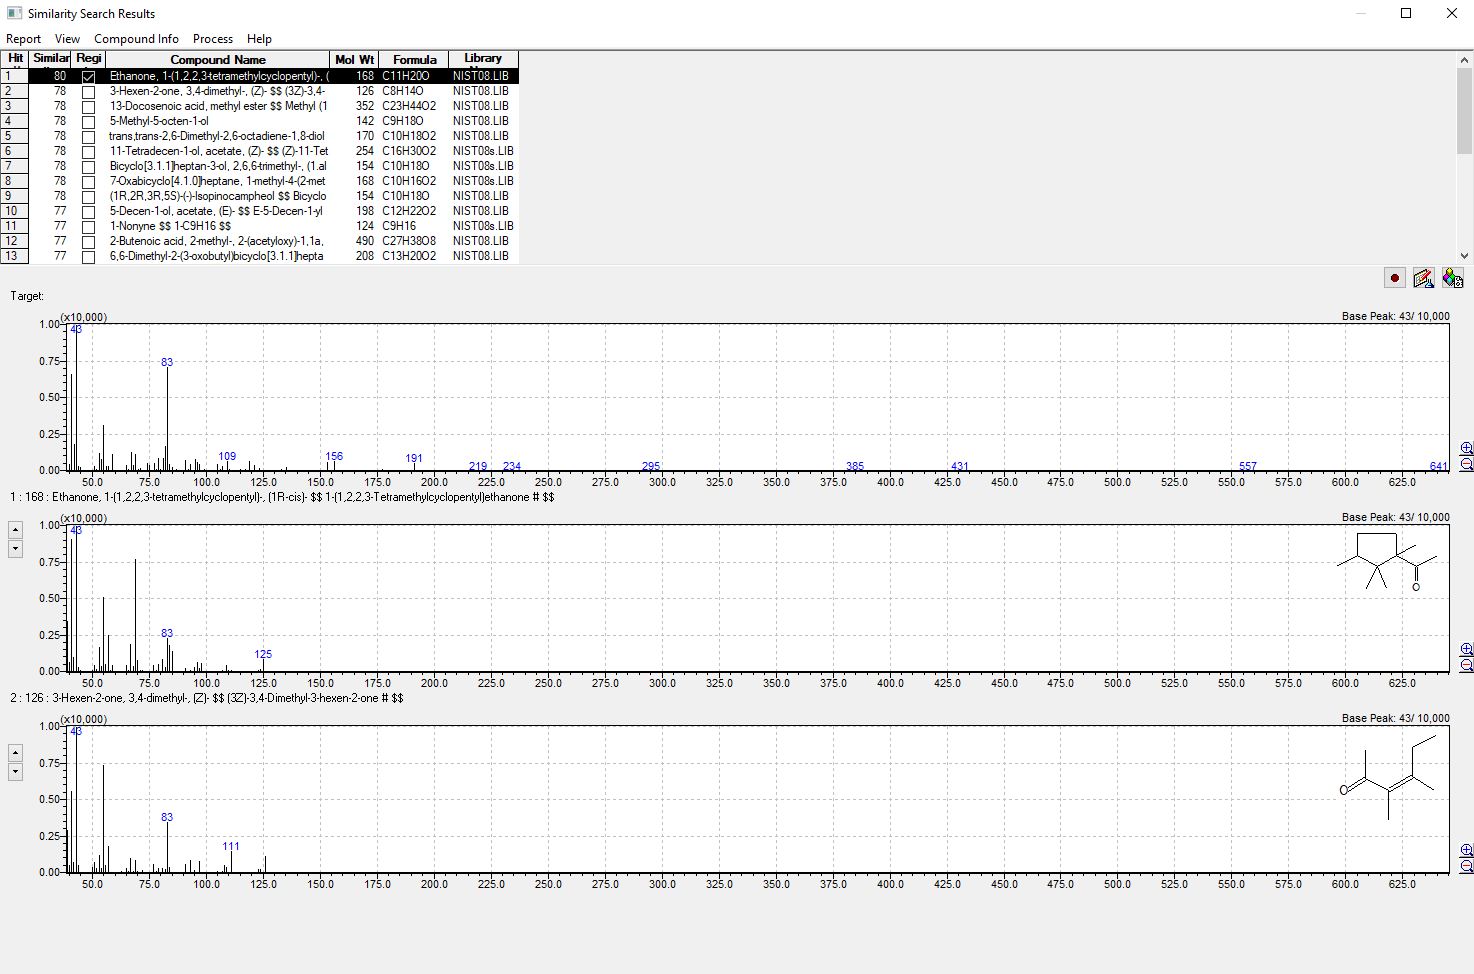 Similarity Search Results
Report View Compound Info Process Help
Hit Similar Regi Compound Name Mol Wt Formula Library
1 80 Ethanone, 1-(1,2,2,3-tetramethylcyclopentyl)-, ( 168 C11H20O NIST08.LIB
2 78 3-Hexen-2-one, 3,4-dimethyl-, (Z)- $$ (3Z)-3,4- 126 C8H14O NIST08.LIB
3 78 13-Docosenoic acid, methyl ester $$ Methyl (1 352 C23H44O2 NIST08.LIB
4 78 5-Methyl-5-octen-1-ol 142 C9H18O NIST08.LIB
5 78 trans,trans-2,6-Dimethyl-2,6-octadiene-1,8-diol 170 C10H18O2 NIST08.LIB
6 78 11-Tetradecen-1-ol, acetate, (Z)- $$ (Z)-11-Tet 254 C16H30O2 NIST08s.LIB
7 78 Bicyclo[3.1.1]heptan-3-ol, 2,6,6-trimethyl-, (1.al 154 C10H18O NIST08.LIB
8 78 7-Oxabicyclo[4.1.0]heptane, 1-methyl-4-(2-met 168 C10H16O2 NIST08s.LIB
9 78 (1R,2R,3R,5S)-(-)-Isopinocampheol $$ Bicyclo 154 C10H18O NIST08.LIB
10 77 5-Decen-1-ol, acetate, (E)- $$ E-5-Decen-1-yl 198 C12H22O2 NIST08.LIB
11 77 1-Nonyne $$ 1-C9H16 $$ 124 C9H16 NIST08s.LIB
12 77 2-Butenoic acid, 2-methyl-, 2-(acetyloxy)-1,1a, 490 C27H38O8 NIST08.LIB
13 77 6,6-Dimethyl-2-(3-oxobutyl)bicyclo[3.1.1]hepta 208 C13H20O2 NIST08.LIB
Target:
(x10,000) Base Peak: 43/ 10,000
1.00 43
0.75 83
0.50
0.25
109 156 191
0.00 219 234 295 385 431 557 641
50.0 75.0 100.0 125.0 150.0 175.0 200.0 225.0 250.0 275.0 300.0 325.0 350.0 375.0 400.0 425.0 450.0 475.0 500.0 525.0 550.0 575.0 600.0 625.0
1 : 168 : Ethanone, 1-(1,2,2,3-tetramethylcyclopentyl)-, (1R-cis)- $$ 1-(1,2,2,3-Tetramethylcyclopentyl)ethanone # $$
(x10,000) Base Peak: 43/ 10,000
1.00 43
0.75
O
0.50
0.25 83
125
0.00
50.0 75.0 100.0 125.0 150.0 175.0 200.0 225.0 250.0 275.0 300.0 325.0 350.0 375.0 400.0 425.0 450.0 475.0 500.0 525.0 550.0 575.0 600.0 625.0
2 : 126 : 3-Hexen-2-one, 3,4-dimethyl-, (Z)- $$ (3Z)-3,4-Dimethyl-3-hexen-2-one # $$
(x10,000) Base Peak: 43/ 10,000
1.00 43
0.75
O
0.50
83
0.25
111
0.00
50.0 75.0 100.0 125.0 150.0 175.0 200.0 225.0 250.0 275.0 300.0 325.0 350.0 375.0 400.0 425.0 450.0 475.0 500.0 525.0 550.0 575.0 600.0 625.0